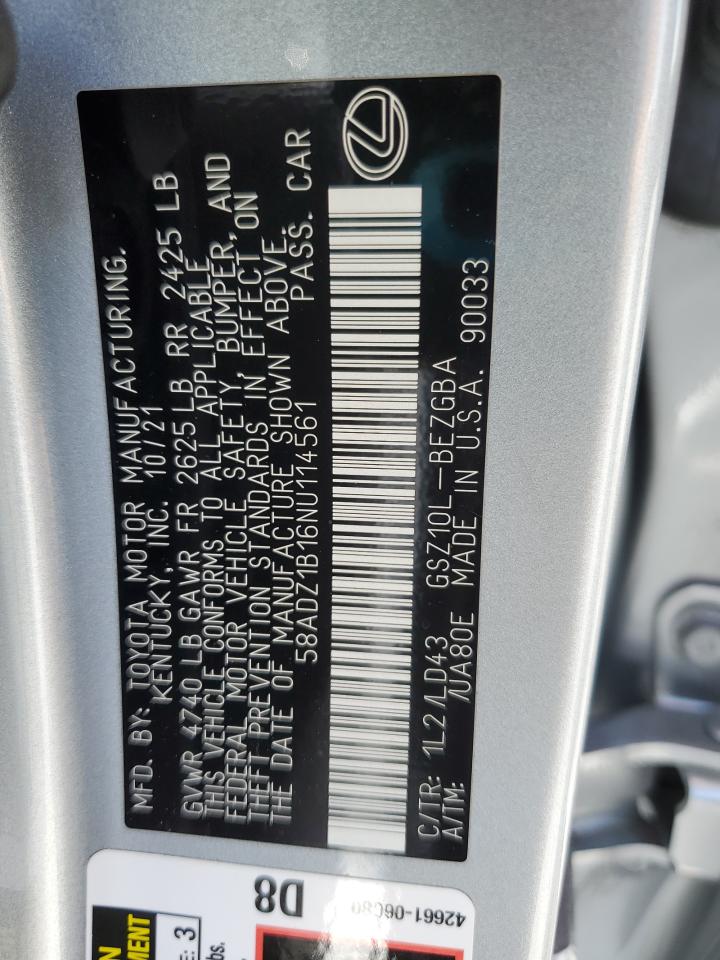 MFD. BY: TOYOTA MOTOR MANUFACTURING.
KENTUCKY, INC. 10/21
GVWR 4740 LB GAWR FR 2625 LB RR 2425 LB
THIS VEHICLE CONFORMS TO ALL APPLICABLE
FEDERAL MOTOR VEHICLE SAFETY, BUMPER, AND
THEFT PREVENTION STANDARDS IN EFFECT ON
THE DATE OF MANUFACTURE SHOWN ABOVE.
58ADZ1B16NU114561 PASS. CAR
C/TR: 1L2 /LD43 GSZ10L-BEZGBA
A/TM: /UA80E MADE IN U.S.A. 90033
D8
MENT
E: 3
bs.